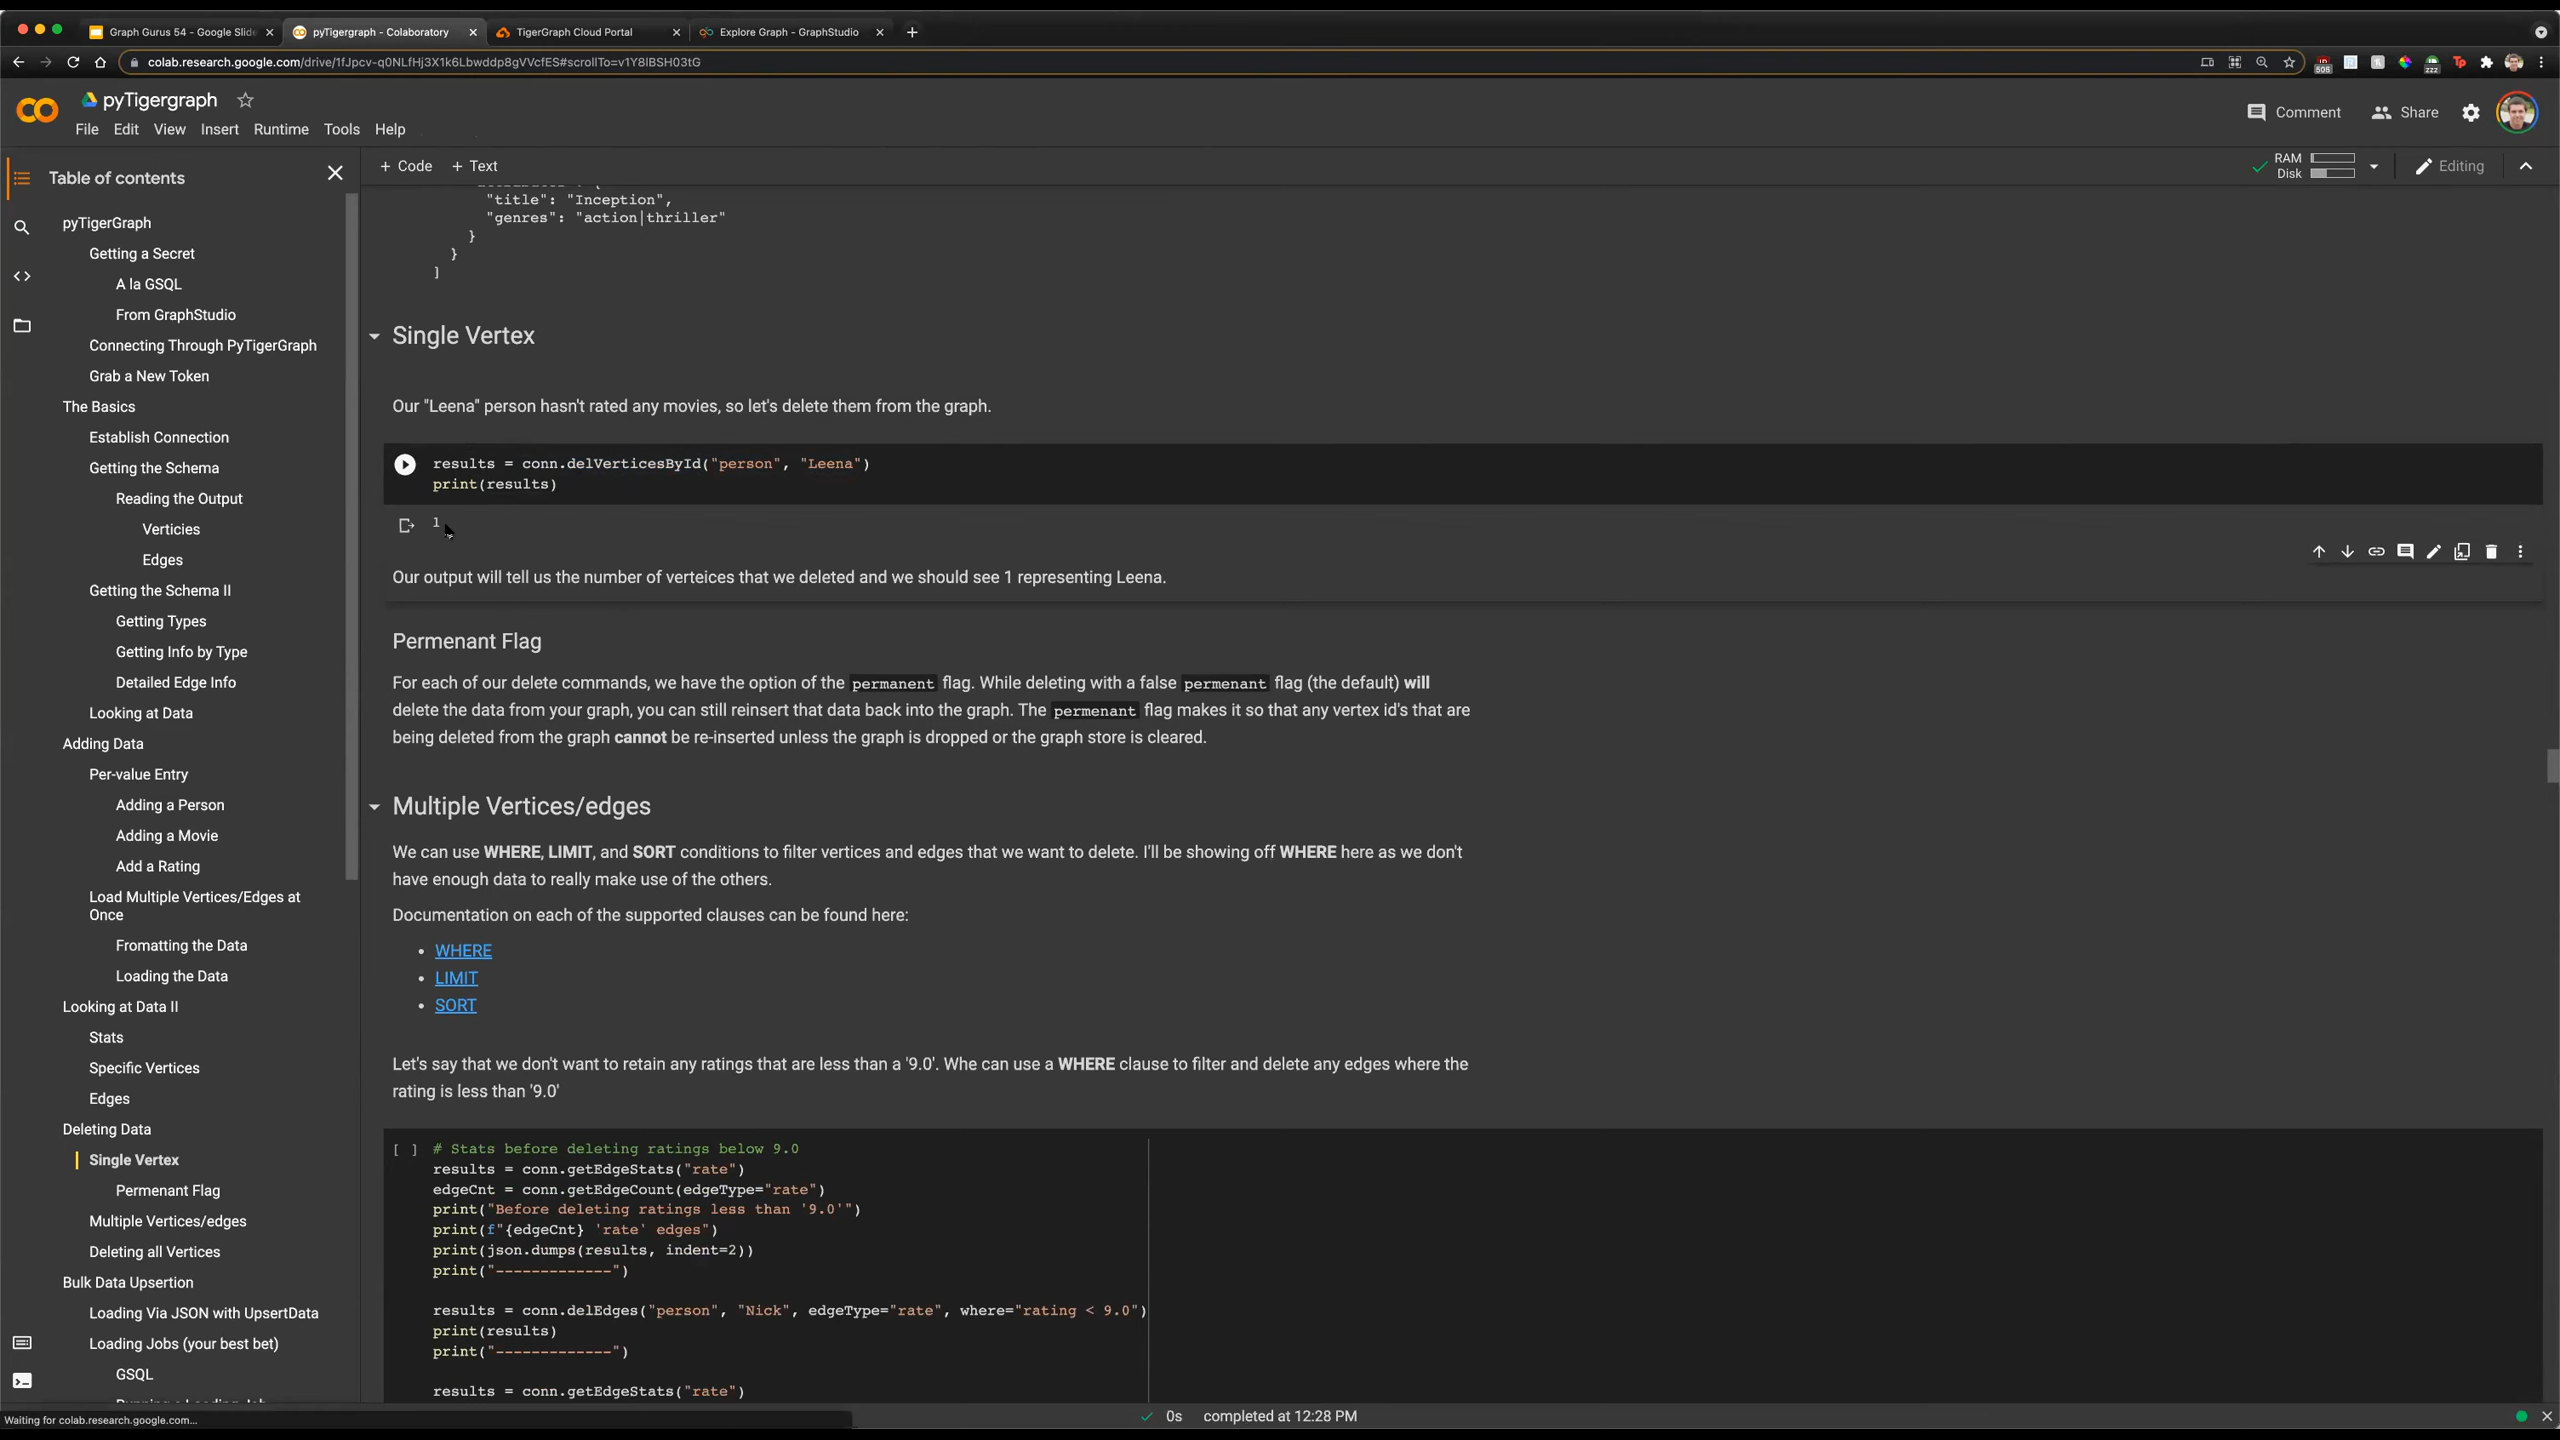 Graph Gurus 54 - Google Slide
pyTigergraph - Colaboratory
TigerGraph Cloud Portal
Explore Graph - GraphStudio
colab.research.google.com/drive/1fJpcv-q0NLfHj3X1k6Lbwddp8gVVcfES#scrollTo=v1Y8lBSH03tG
pyTigergraph
File Edit View Insert Runtime Tools Help
Comment Share
+ Code + Text
RAM
Disk
Editing
Table of contents
pyTigerGraph
Getting a Secret
A la GSQL
From GraphStudio
Connecting Through PyTigerGraph
Grab a New Token
The Basics
Establish Connection
Getting the Schema
Reading the Output
Verticies
Edges
Getting the Schema II
Getting Types
Getting Info by Type
Detailed Edge Info
Looking at Data
Adding Data
Per-value Entry
Adding a Person
Adding a Movie
Add a Rating
Load Multiple Vertices/Edges at
Once
Fromatting the Data
Loading the Data
Looking at Data II
Stats
Specific Vertices
Edges
Deleting Data
Single Vertex
Permenant Flag
Multiple Vertices/edges
Deleting all Vertices
Bulk Data Upsertion
Loading Via JSON with UpsertData
Loading Jobs (your best bet)
GSQL
"title": "Inception",
"genres": "action|thriller"
}
}
]
Single Vertex
Our "Leena" person hasn't rated any movies, so let's delete them from the graph.
results = conn.delVerticesById("person", "Leena")
print(results)
1
Our output will tell us the number of verteices that we deleted and we should see 1 representing Leena.
Permenant Flag
For each of our delete commands, we have the option of the permanent flag. While deleting with a false permenant flag (the default) will
delete the data from your graph, you can still reinsert that data back into the graph. The permenant flag makes it so that any vertex id's that are
being deleted from the graph cannot be re-inserted unless the graph is dropped or the graph store is cleared.
Multiple Vertices/edges
We can use WHERE, LIMIT, and SORT conditions to filter vertices and edges that we want to delete. I'll be showing off WHERE here as we don't
have enough data to really make use of the others.
Documentation on each of the supported clauses can be found here:
• WHERE
• LIMIT
• SORT
Let's say that we don't want to retain any ratings that are less than a '9.0'. Whe can use a WHERE clause to filter and delete any edges where the
rating is less than '9.0'
[ ] # Stats before deleting ratings below 9.0
results = conn.getEdgeStats("rate")
edgeCnt = conn.getEdgeCount(edgeType="rate")
print("Before deleting ratings less than '9.0'")
print(f"{edgeCnt} 'rate' edges")
print(json.dumps(results, indent=2))
print("-------------")
results = conn.delEdges("person", "Nick", edgeType="rate", where="rating < 9.0")
print(results)
print("-------------")
results = conn.getEdgeStats("rate")
Waiting for colab.research.google.com...
0s completed at 12:28 PM